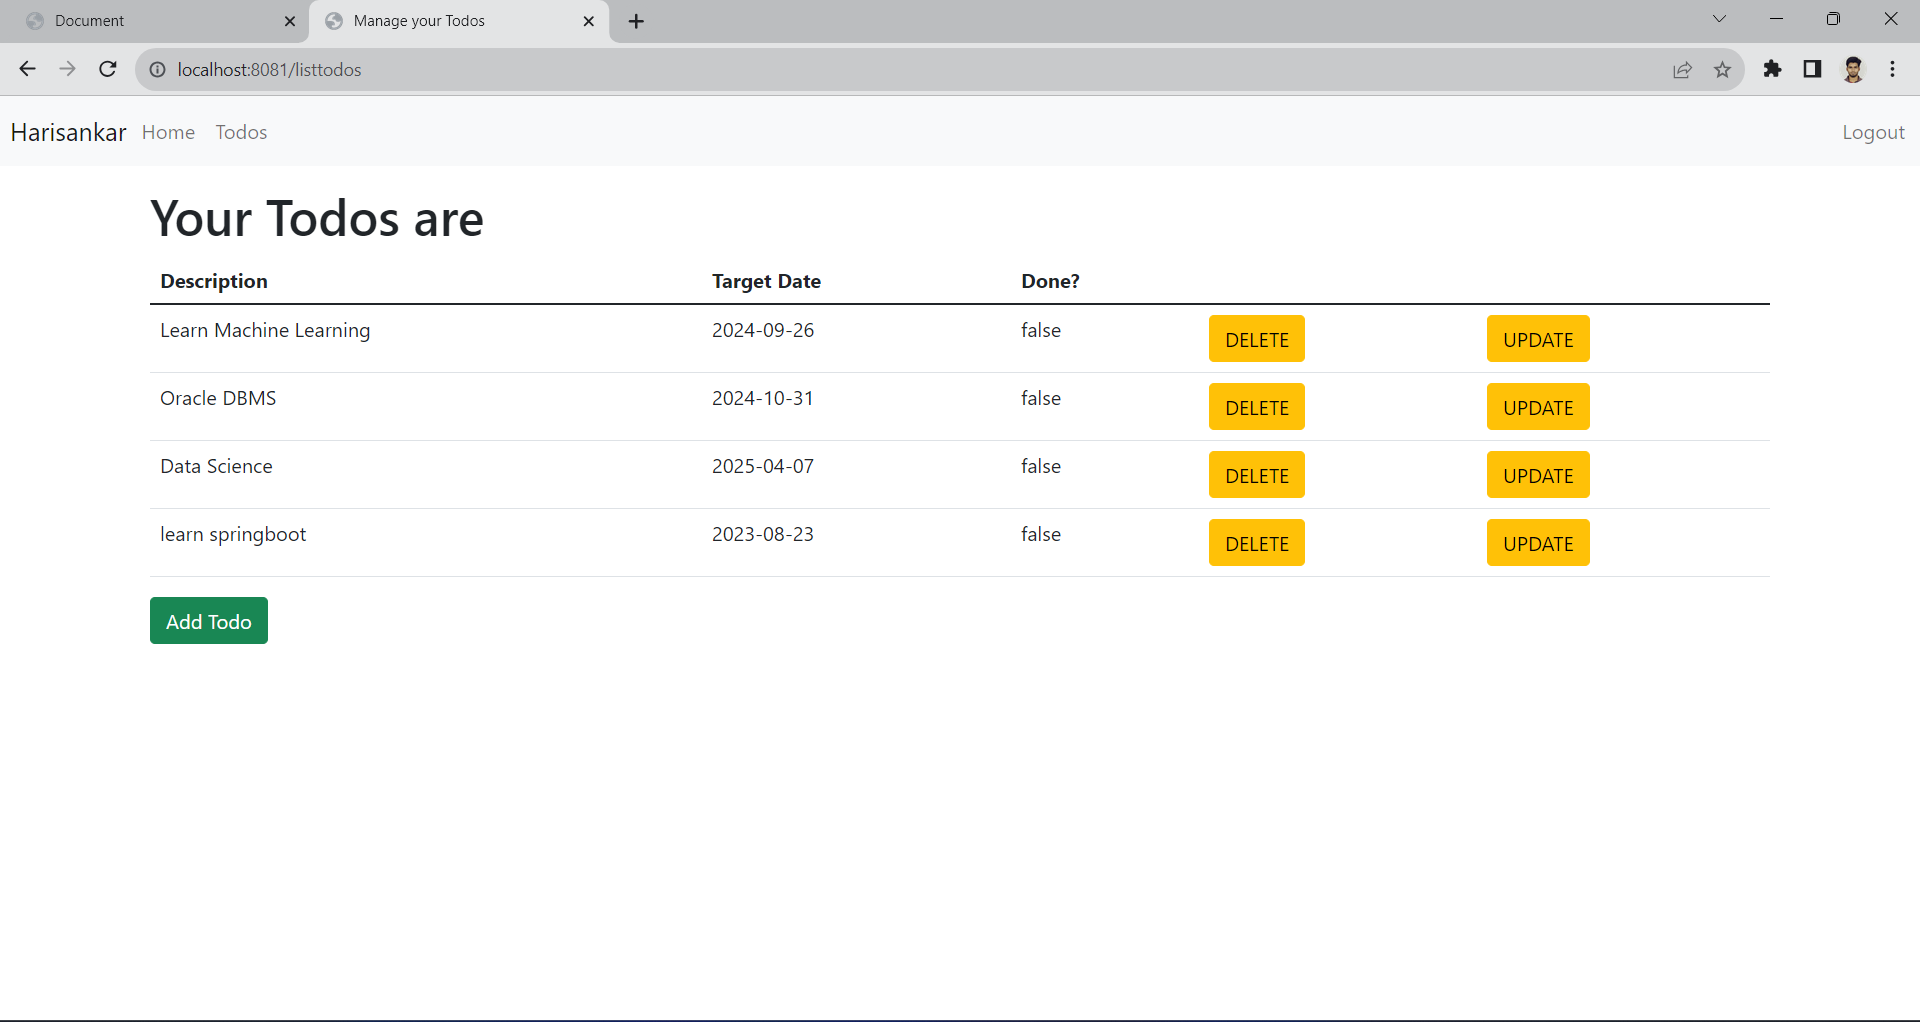 Document
Manage your Todos
localhost:8081/listtodos
Harisankar Home Todos Logout
Your Todos are
Description Target Date Done?
Learn Machine Learning 2024-09-26 false DELETE UPDATE
Oracle DBMS 2024-10-31 false DELETE UPDATE
Data Science 2025-04-07 false DELETE UPDATE
learn springboot 2023-08-23 false DELETE UPDATE
Add Todo